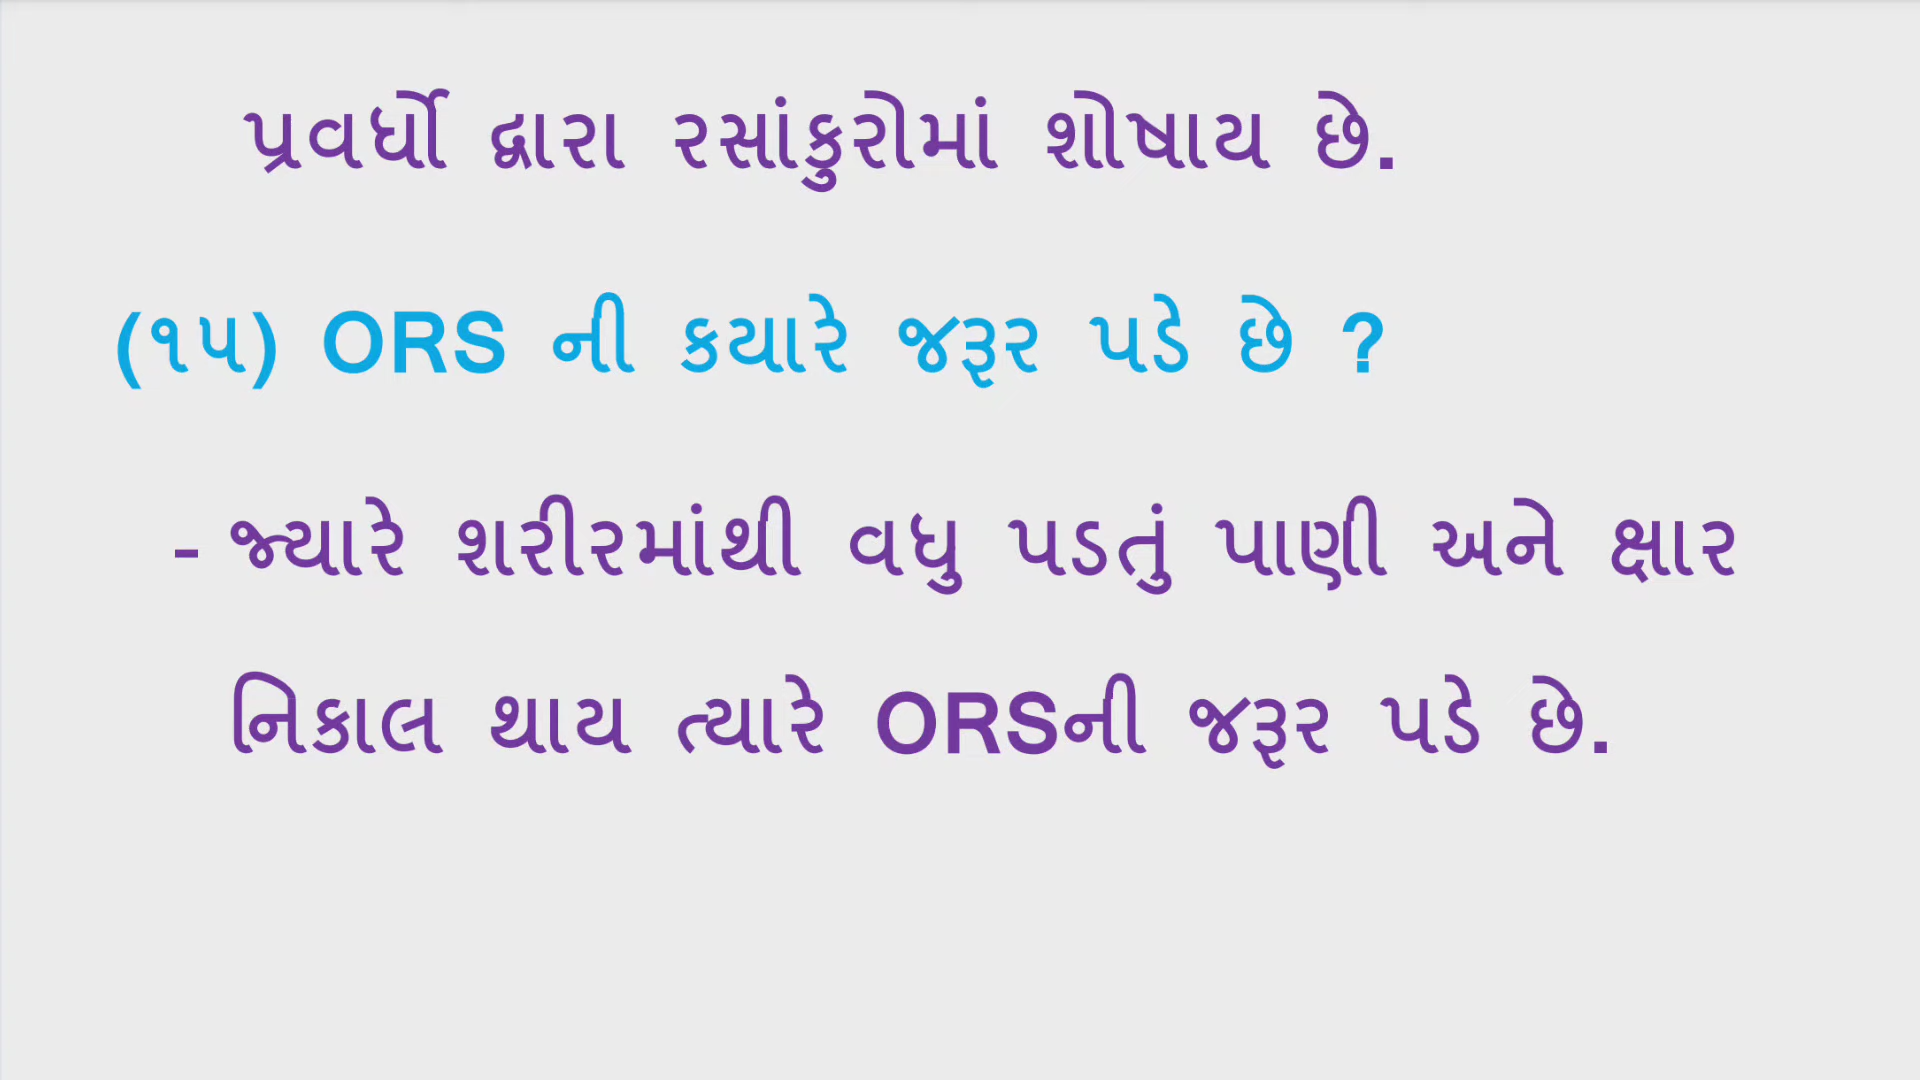 પ્રવર્ધો દ્વારા રસાંકુરોમાં શોષાય છે.
(૧૫) ORS ની કયારે જરૂર પડે છે ?
- જ્યારે શરીરમાંથી વધુ પડતું પાણી અને ક્ષાર
નિકાલ થાય ત્યારે ORSની જરૂર પડે છે.